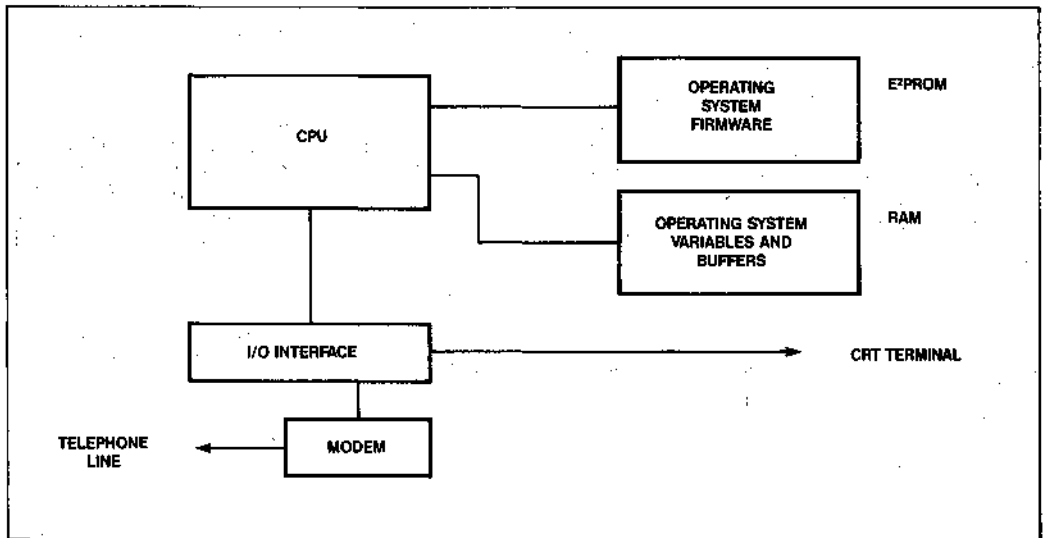 OPERATING
SYSTEM
FIRMWARE
E²PROM
CPU
OPERATING SYSTEM
VARIABLES AND
BUFFERS
RAM
I/O INTERFACE
CRT TERMINAL
TELEPHONE
LINE
MODEM